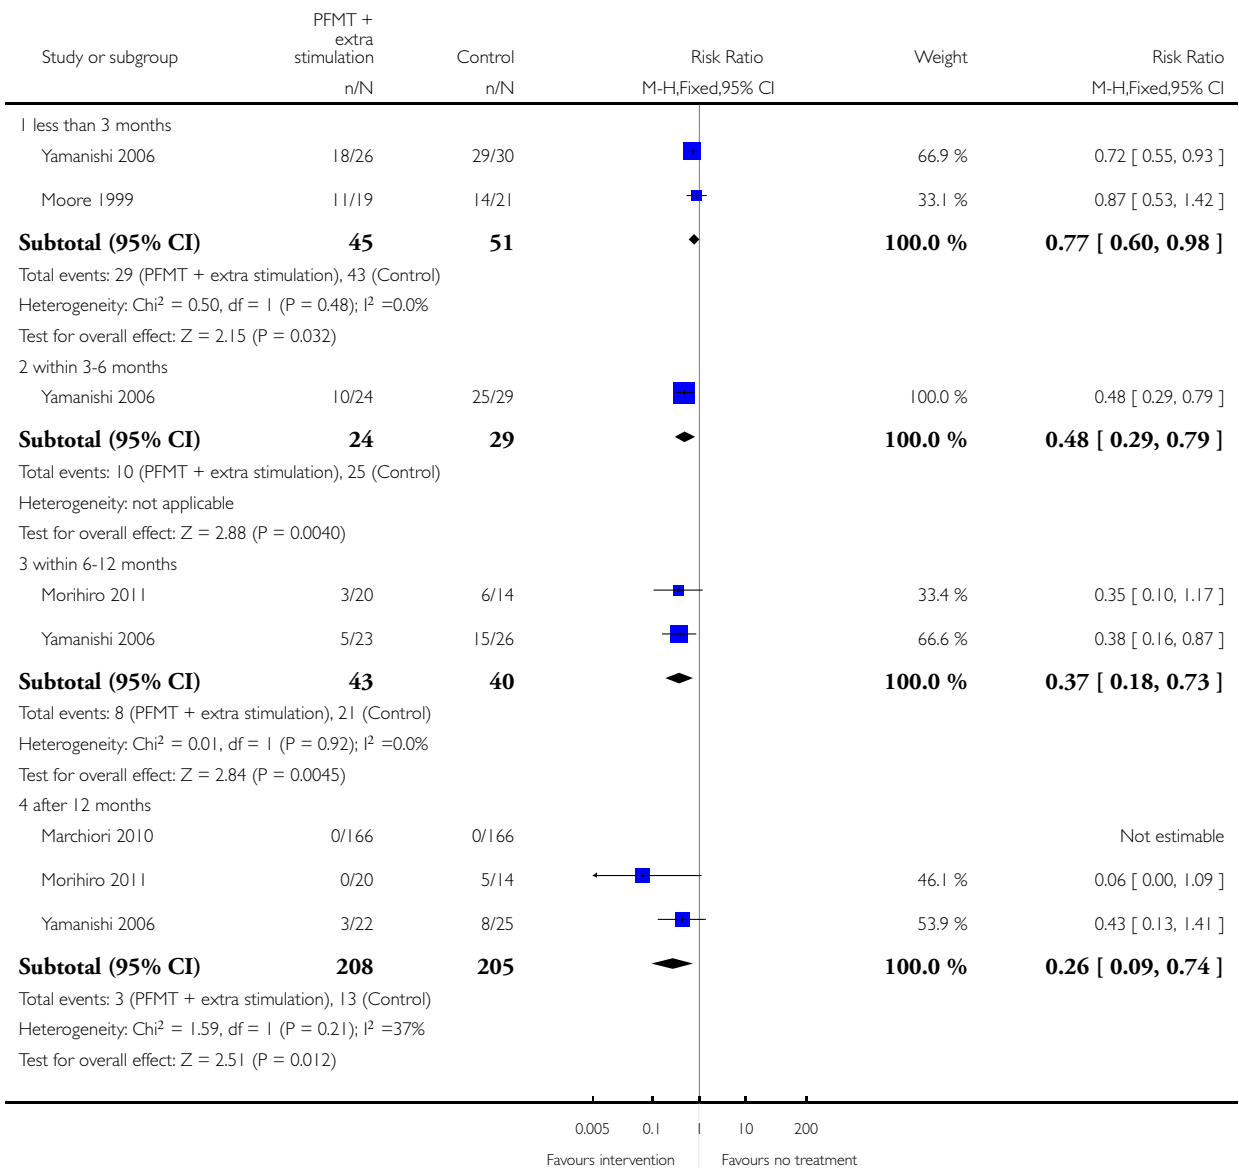 PFMT +
extra
Study or subgroup stimulation Control Risk Ratio Weight Risk Ratio
n/N n/N M-H,Fixed,95% CI M-H,Fixed,95% CI
1 less than 3 months
Yamanishi 2006 18/26 29/30 66.9 % 0.72 [ 0.55, 0.93 ]
Moore 1999 11/19 14/21 33.1 % 0.87 [ 0.53, 1.42 ]
Subtotal (95% CI) 45 51 100.0 % 0.77 [ 0.60, 0.98 ]
Total events: 29 (PFMT + extra stimulation), 43 (Control)
Heterogeneity: Chi² = 0.50, df = 1 (P = 0.48); I² =0.0%
Test for overall effect: Z = 2.15 (P = 0.032)
2 within 3-6 months
Yamanishi 2006 10/24 25/29 100.0 % 0.48 [ 0.29, 0.79 ]
Subtotal (95% CI) 24 29 100.0 % 0.48 [ 0.29, 0.79 ]
Total events: 10 (PFMT + extra stimulation), 25 (Control)
Heterogeneity: not applicable
Test for overall effect: Z = 2.88 (P = 0.0040)
3 within 6-12 months
Morihiro 2011 3/20 6/14 33.4 % 0.35 [ 0.10, 1.17 ]
Yamanishi 2006 5/23 15/26 66.6 % 0.38 [ 0.16, 0.87 ]
Subtotal (95% CI) 43 40 100.0 % 0.37 [ 0.18, 0.73 ]
Total events: 8 (PFMT + extra stimulation), 21 (Control)
Heterogeneity: Chi² = 0.01, df = 1 (P = 0.92); I² =0.0%
Test for overall effect: Z = 2.84 (P = 0.0045)
4 after 12 months
Marchiori 2010 0/166 0/166 Not estimable
Morihiro 2011 0/20 5/14 46.1 % 0.06 [ 0.00, 1.09 ]
Yamanishi 2006 3/22 8/25 53.9 % 0.43 [ 0.13, 1.41 ]
Subtotal (95% CI) 208 205 100.0 % 0.26 [ 0.09, 0.74 ]
Total events: 3 (PFMT + extra stimulation), 13 (Control)
Heterogeneity: Chi² = 1.59, df = 1 (P = 0.21); I² =37%
Test for overall effect: Z = 2.51 (P = 0.012)
0.005 0.1 1 10 200
Favours intervention Favours no treatment